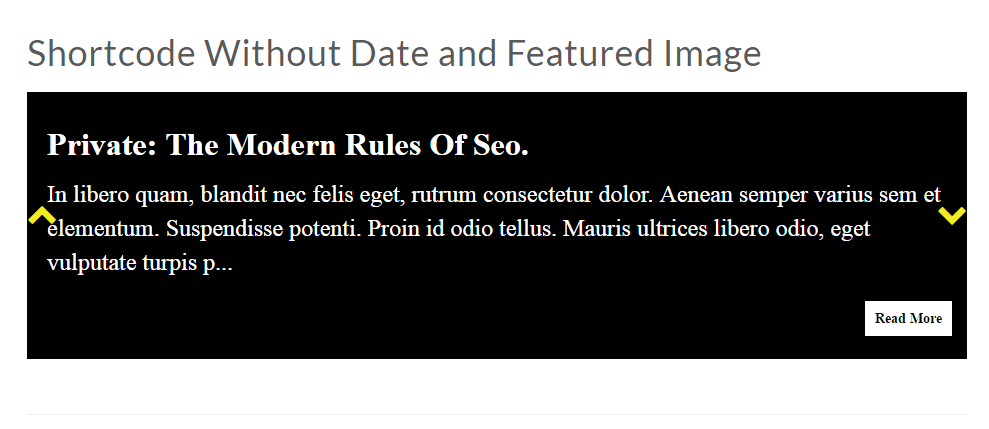 Shortcode Without Date and Featured Image
Private: The Modern Rules Of Seo.
In libero quam, blandit nec felis eget, rutrum consectetur dolor. Aenean semper varius sem et
elementum. Suspendisse potenti. Proin id odio tellus. Mauris ultrices libero odio, eget
vulputate turpis p...
Read More